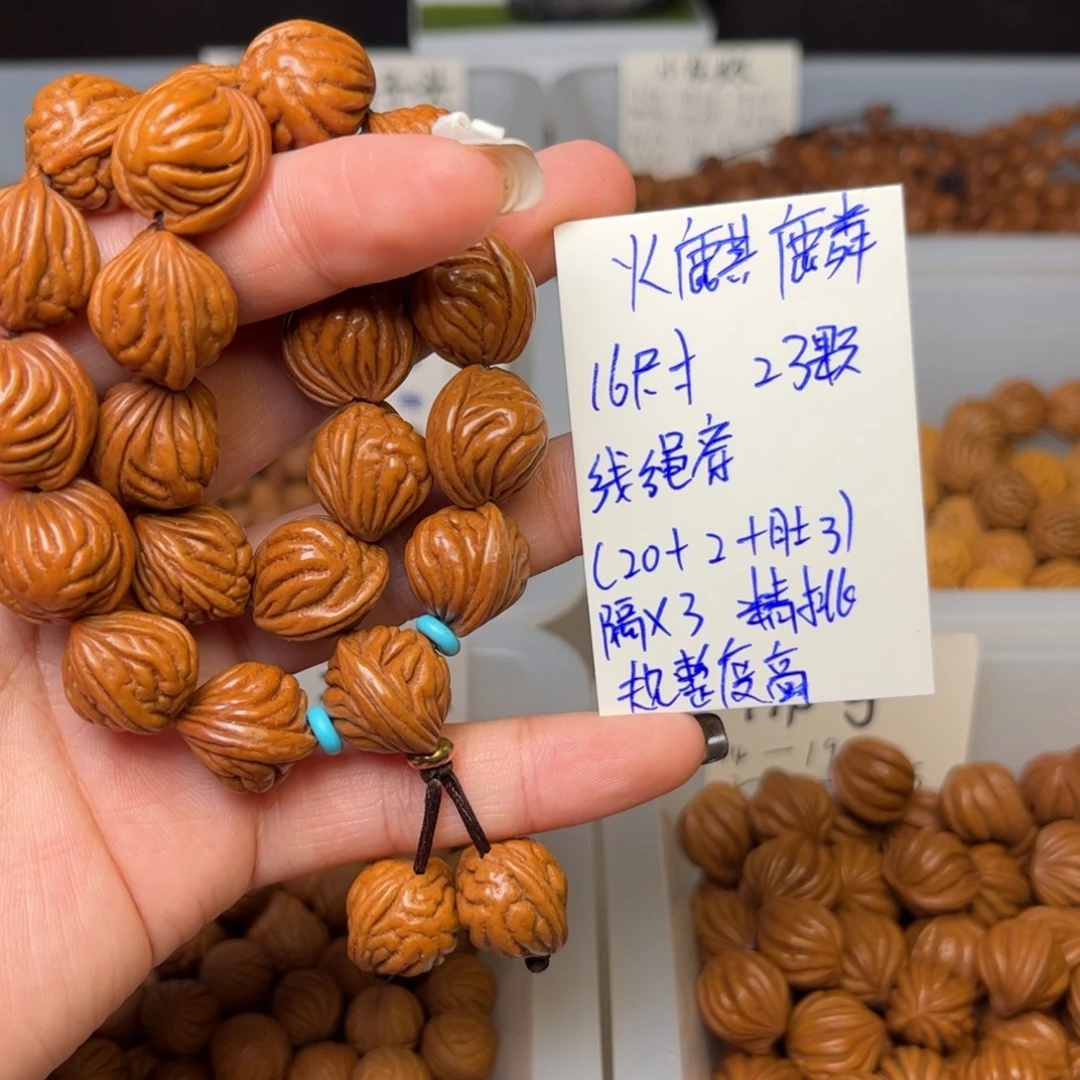 火麒麟
16尺寸 23颗
线绳穿
(20+2+肚3)
隔X3 精挑
规整度高